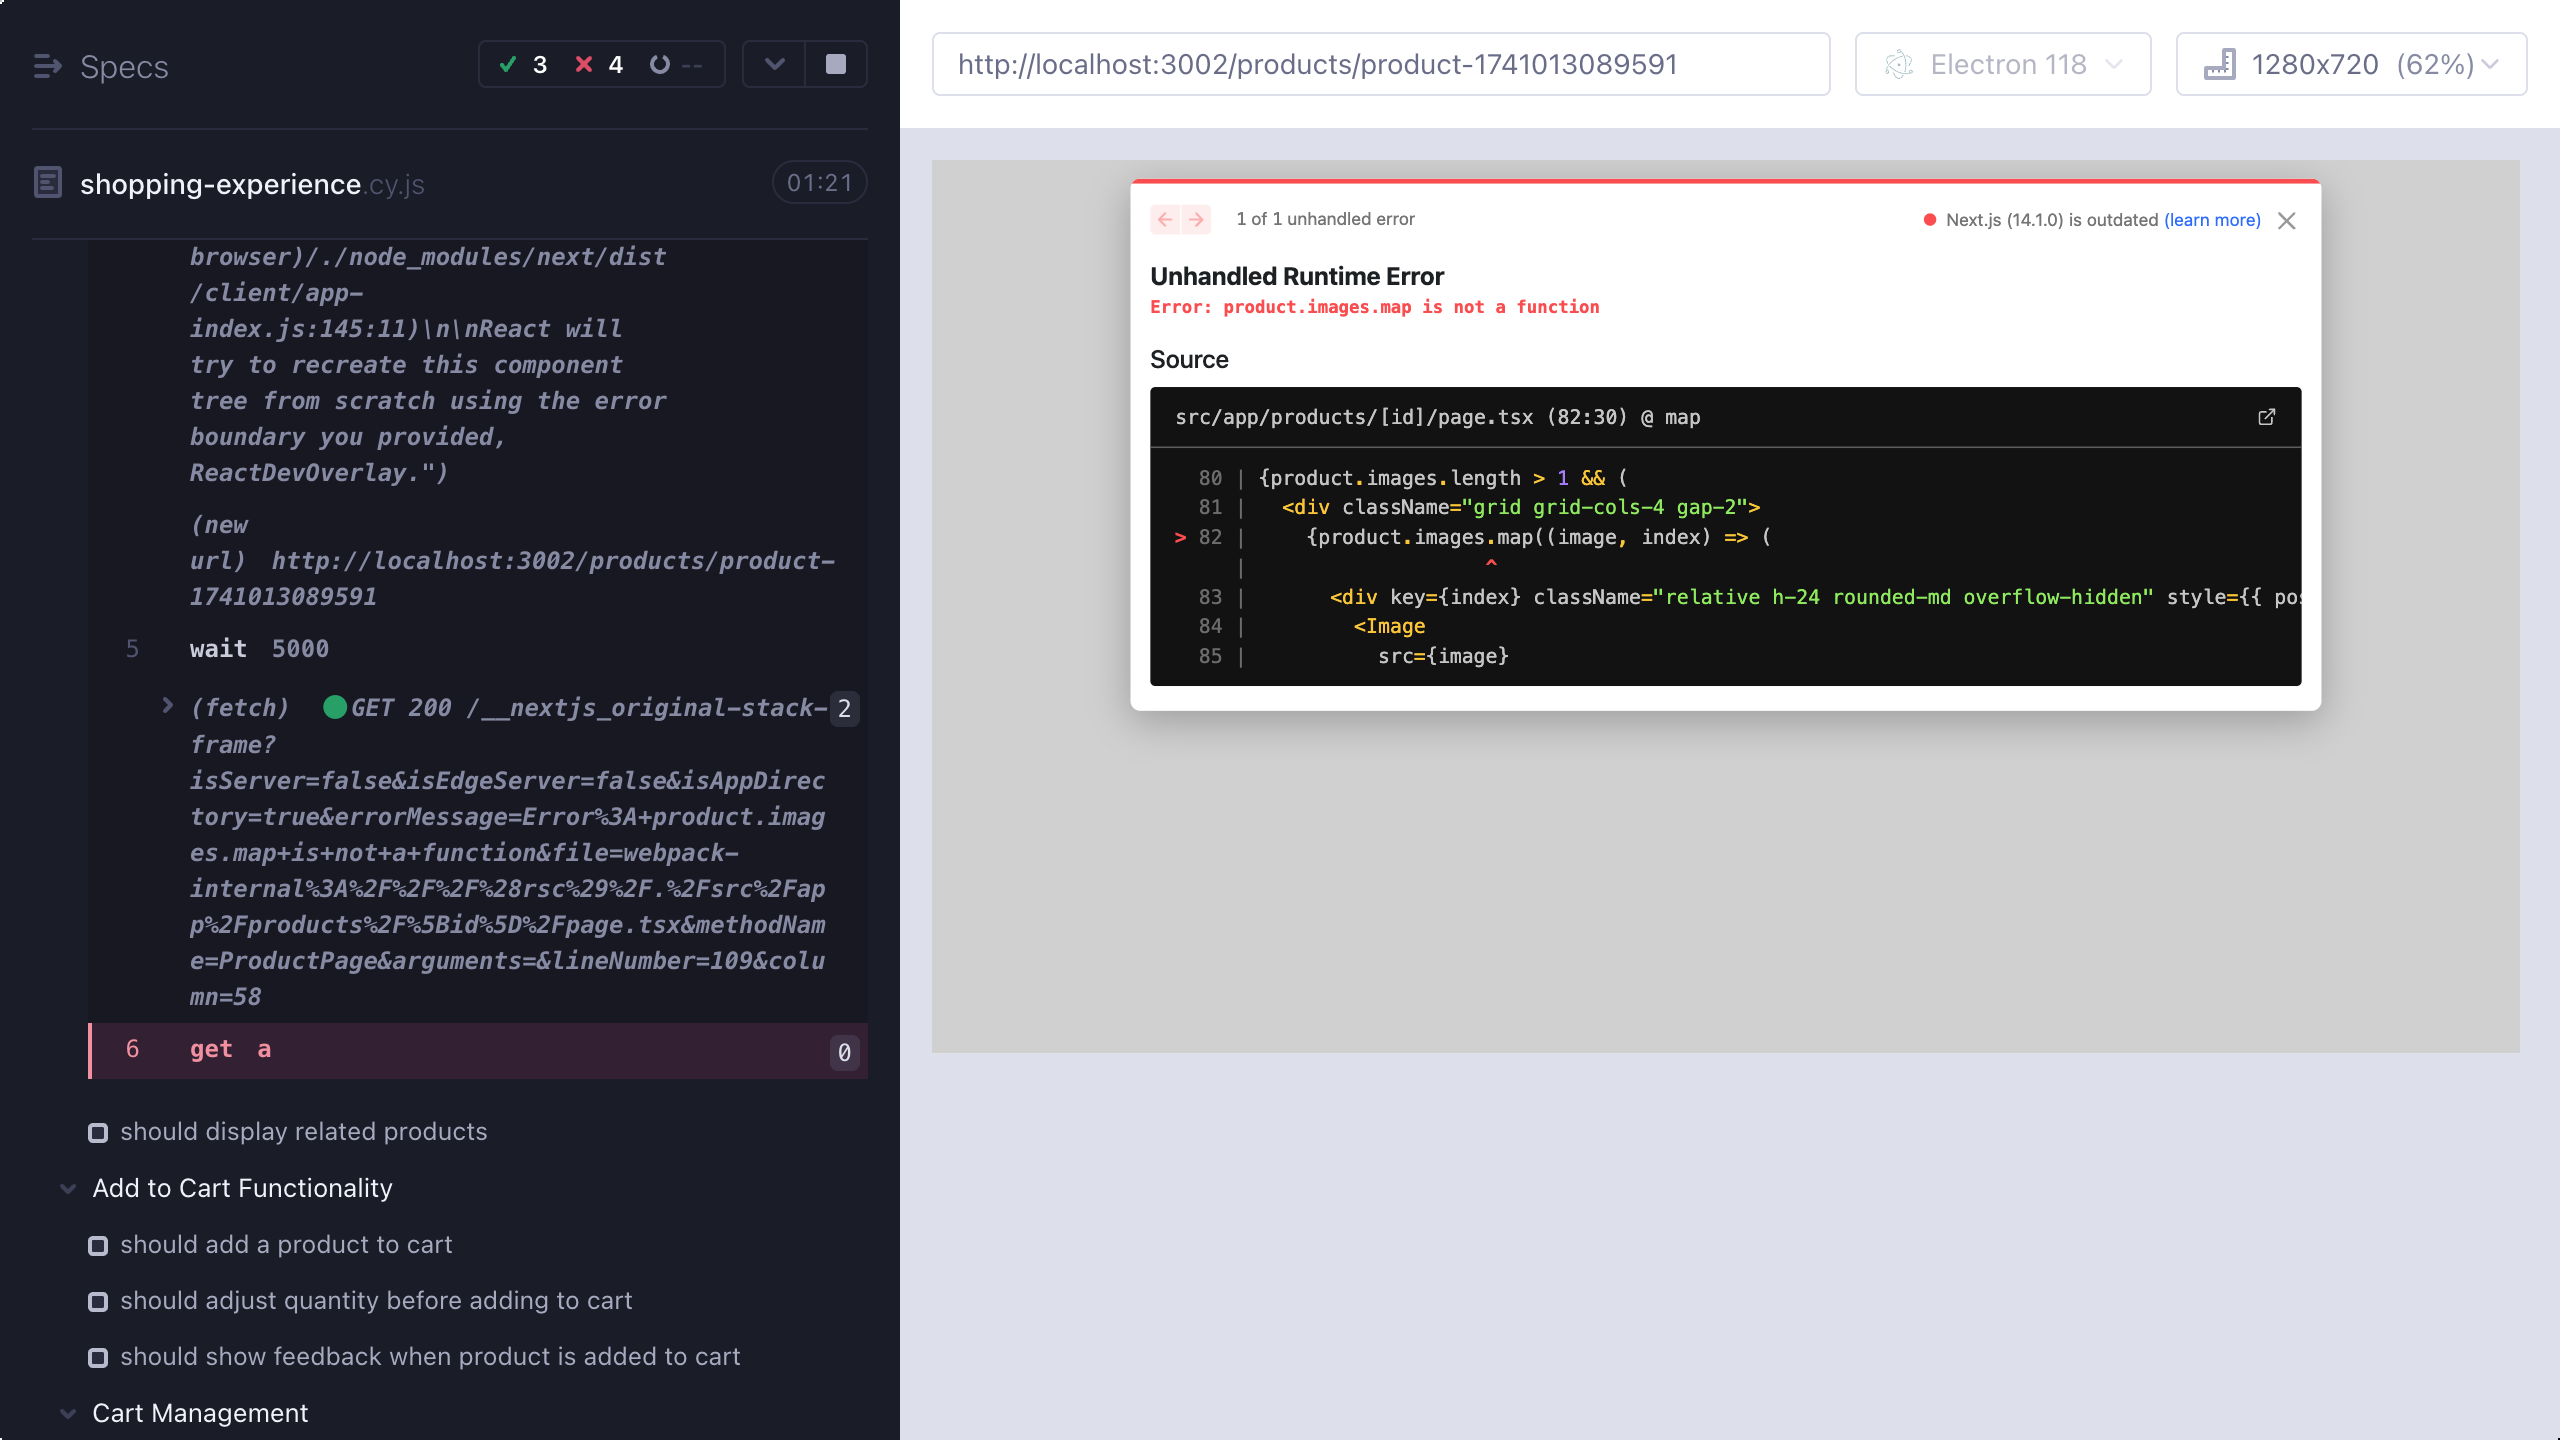 Specs
3 4 --
shopping-experience.cy.js
01:21
browser)/./node_modules/next/dist
/client/app-
index.js:145:11)\n\nReact will
try to recreate this component
tree from scratch using the error
boundary you provided,
ReactDevOverlay.")
(new
url) http://localhost:3002/products/product-
1741013089591
5 wait 5000
(fetch) GET 200 /__nextjs_original-stack- 2
frame?
isServer=false&isEdgeServer=false&isAppDirec
tory=true&errorMessage=Error%3A+product.imag
es.map+is+not+a+function&file=webpack-
internal%3A%2F%2F%2F%28rsc%29%2F.%2Fsrc%2Fap
p%2Fproducts%2F%5Bid%5D%2Fpage.tsx&methodNam
e=ProductPage&arguments=&lineNumber=109&colu
mn=58
6 get a 0
should display related products
Add to Cart Functionality
should add a product to cart
should adjust quantity before adding to cart
should show feedback when product is added to cart
Cart Management
http://localhost:3002/products/product-1741013089591
Electron 118
1280x720 (62%)
1 of 1 unhandled error
Next.js (14.1.0) is outdated (learn more)
Unhandled Runtime Error
Error: product.images.map is not a function
Source
src/app/products/[id]/page.tsx (82:30) @ map
80 | {product.images.length > 1 && (
81 | <div className="grid grid-cols-4 gap-2">
> 82 | {product.images.map((image, index) => (
| ^
83 | <div key={index} className="relative h-24 rounded-md overflow-hidden" style={{ pos
84 | <Image
85 | src={image}